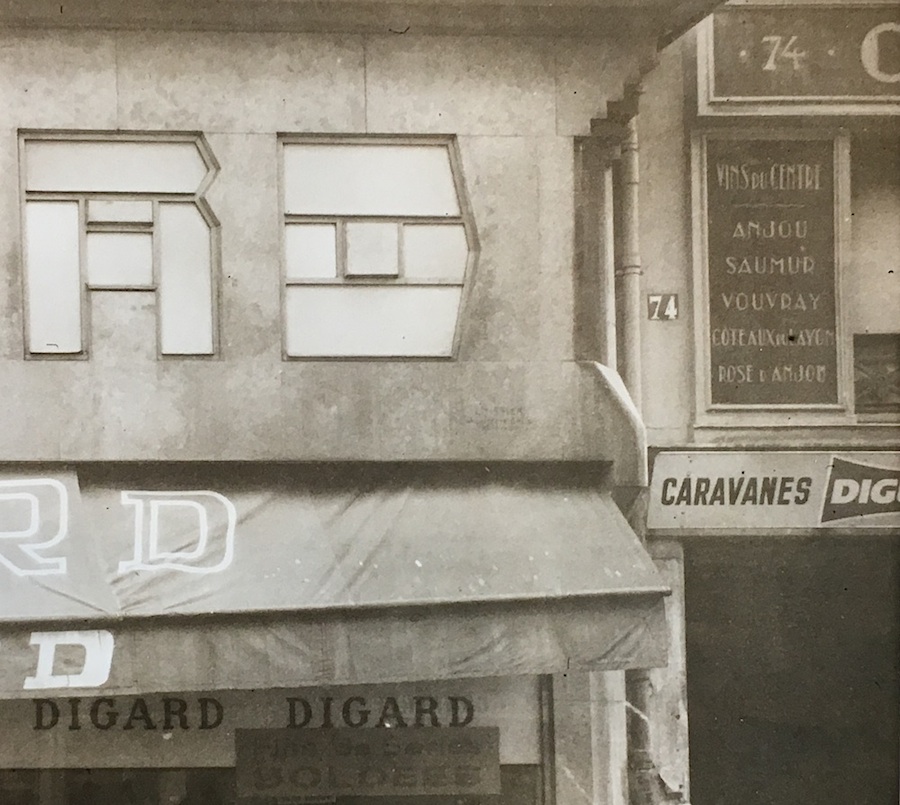 RD
· 74 · C
VINS DU CENTRE
ANJOU
SAUMUR
VOUVRAY
COTEAUX DU LAYON
ROSE D'ANJOU
74
CARAVANES DIG
RD
D
DIGARD DIGARD
SOLDEES